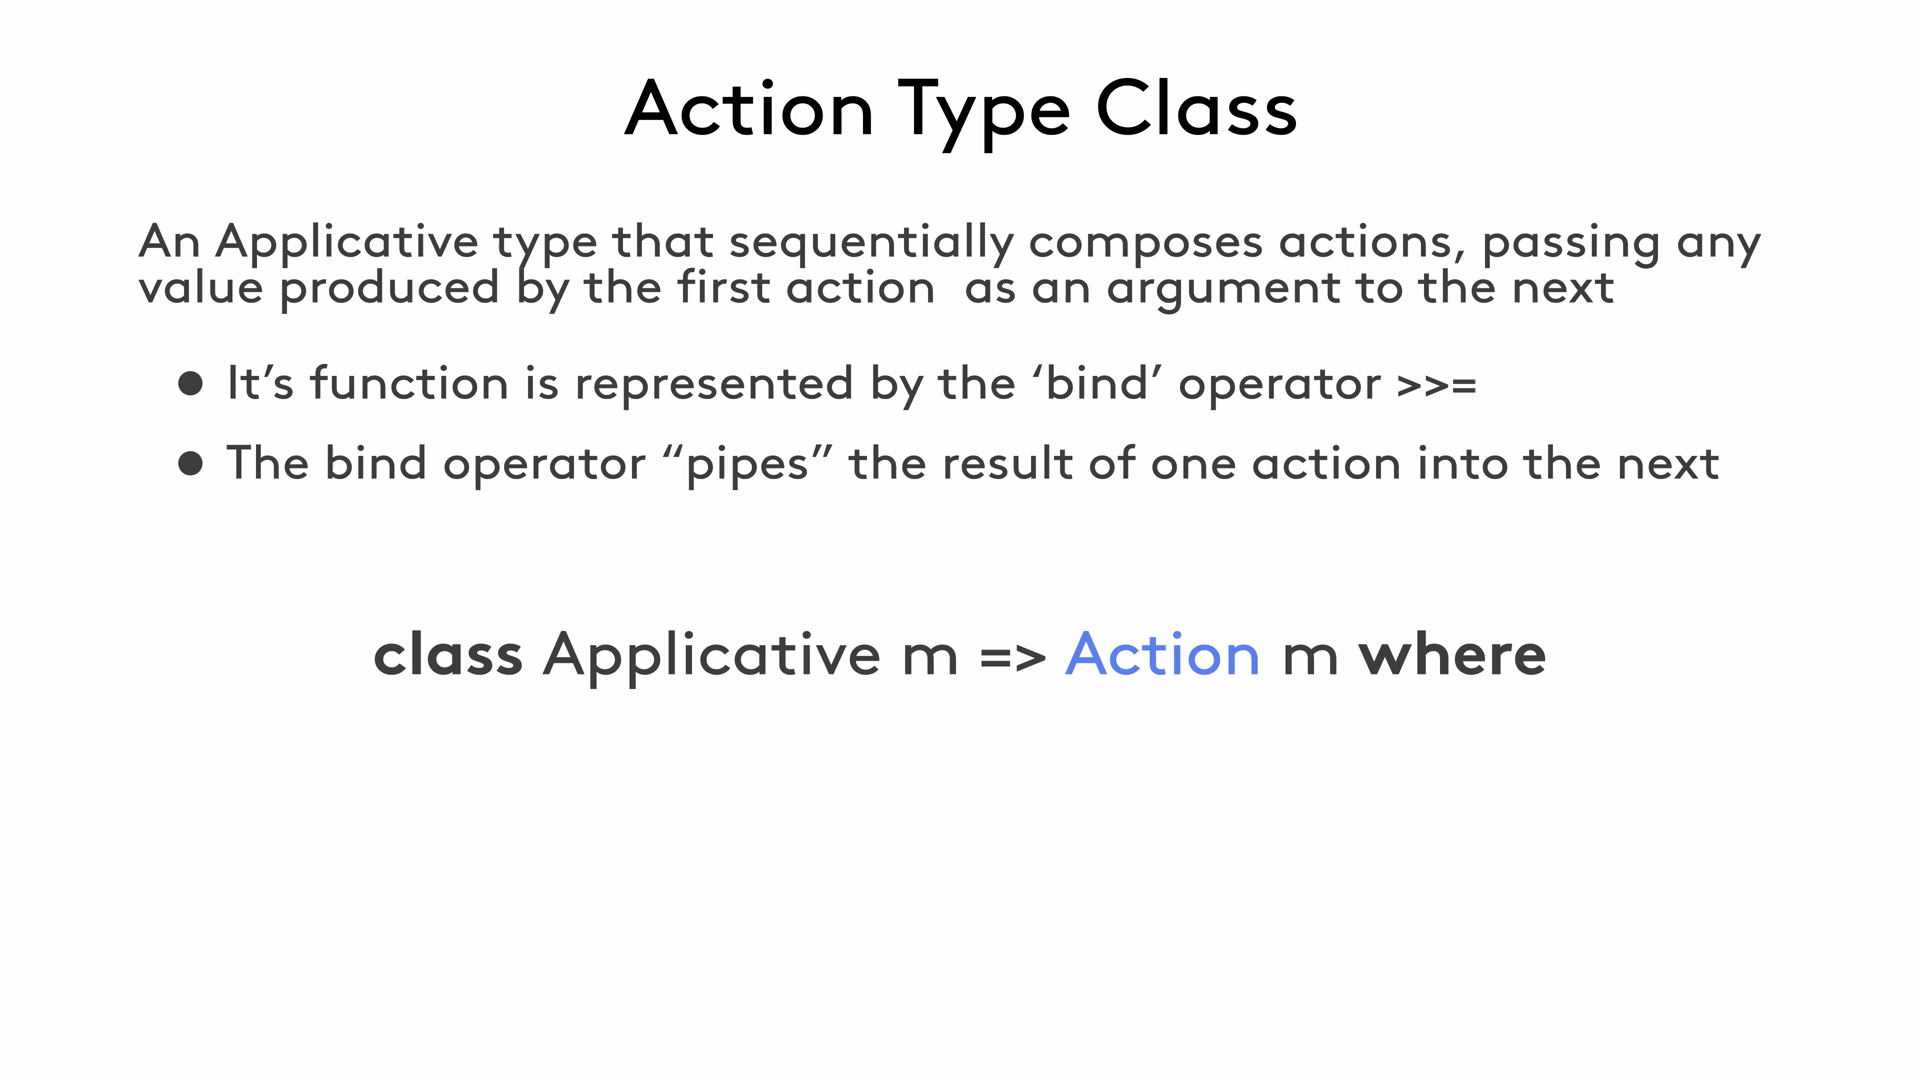 Action Type Class
An Applicative type that sequentially composes actions, passing any
value produced by the first action  as an argument to the next
● It’s function is represented by the ‘bind’ operator >>=
● The bind operator “pipes” the result of one action into the next
class Applicative m => Action m where